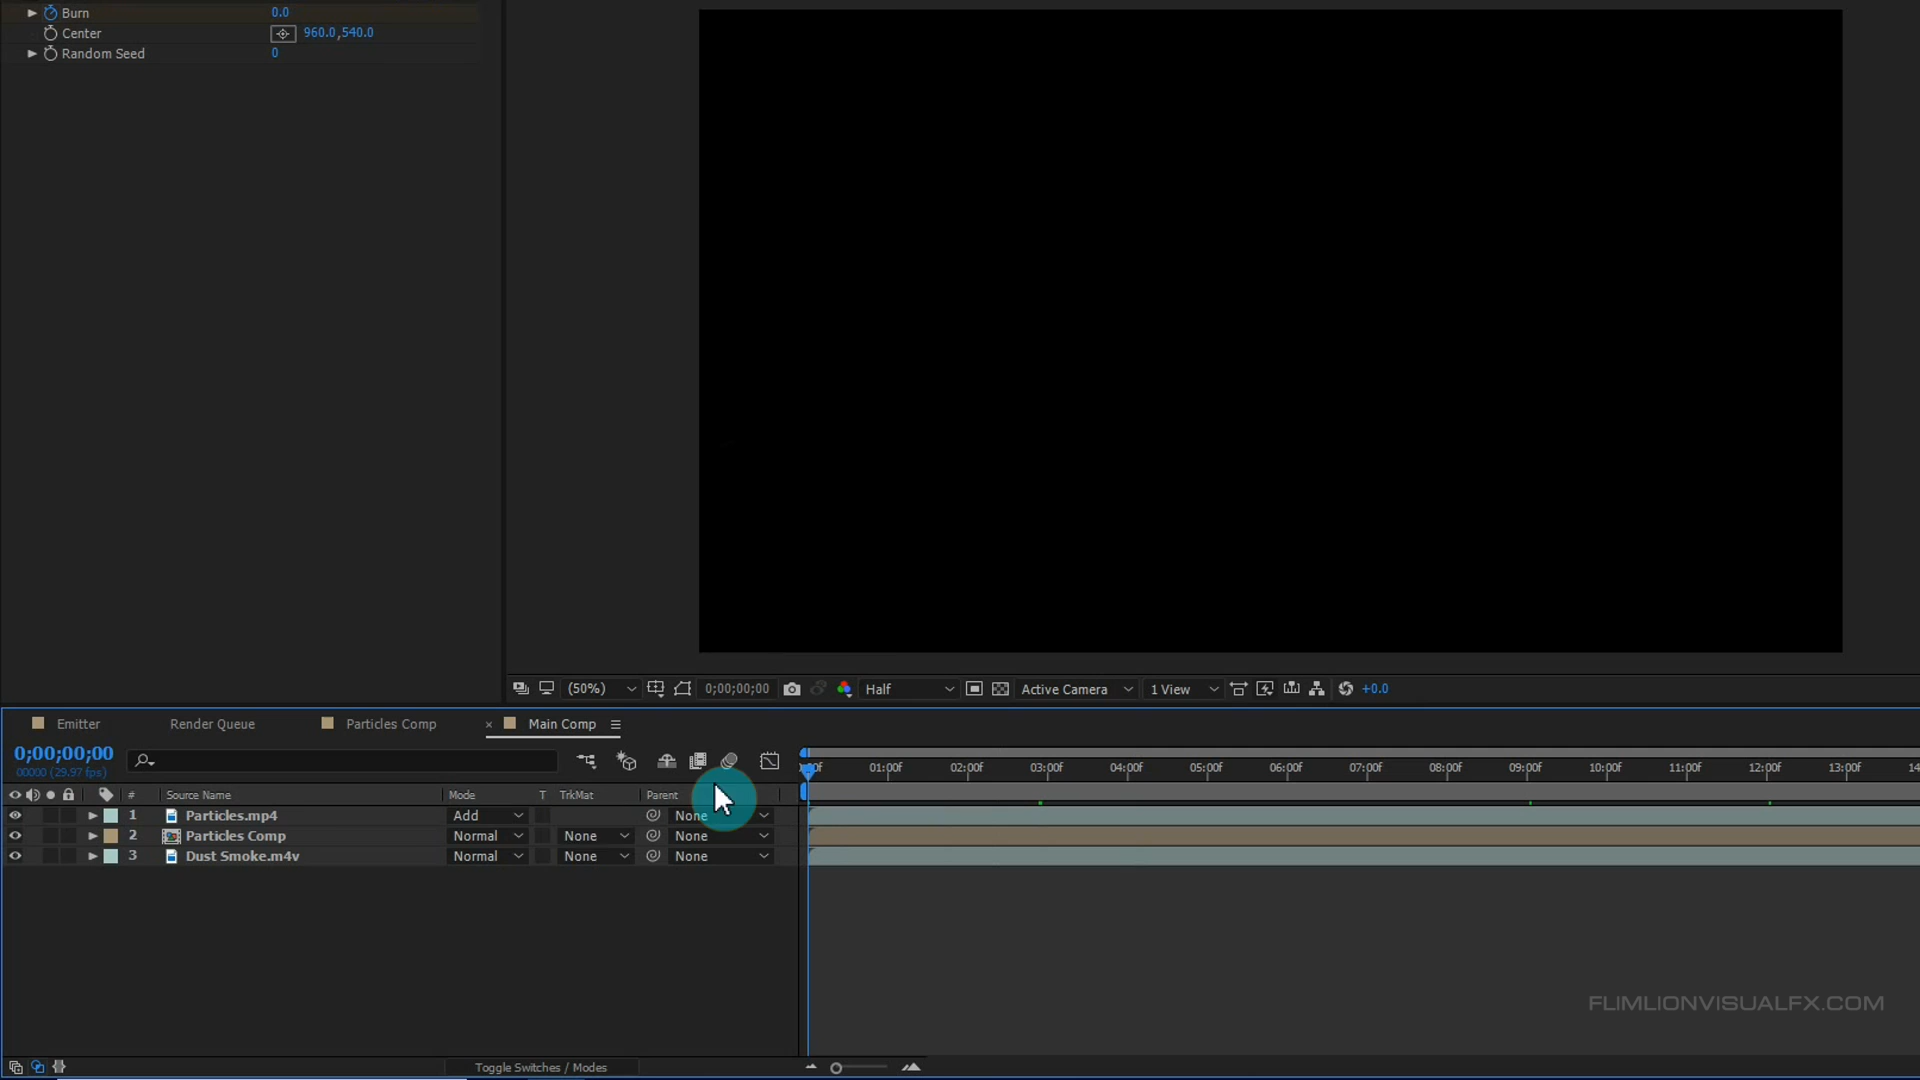 Burn 0.0
Center 960.0,540.0
Random Seed 0
(50%) 0;00;00;00 Half Active Camera 1 View +0.0
Emitter Render Queue Particles Comp × Main Comp
0;00;00;00
00000 (29.97 fps)
01:00f 02:00f 03:00f 04:00f 05:00f 06:00f 07:00f 08:00f 09:00f 10:00f 11:00f 12:00f 13:00f
# Source Name Mode T TrkMat Parent
1 Particles.mp4 Add None
2 Particles Comp Normal None None
3 Dust Smoke.m4v Normal None None
FLIMLIONVISUALFX.COM
Toggle Switches / Modes